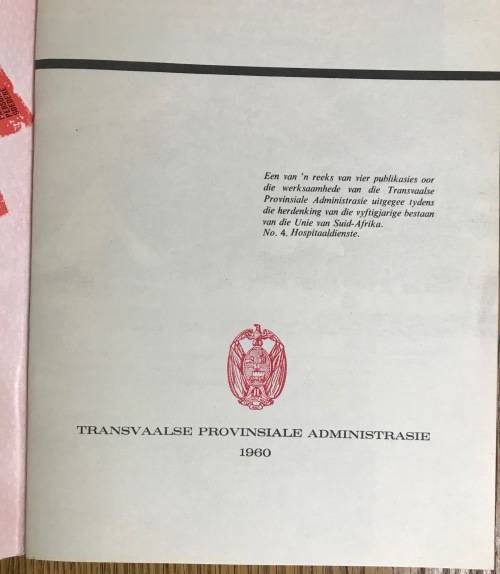 Een van 'n reeks van vier publikasies oor
die werksaamhede van die Transvaalse
Provinsiale Administrasie uitgegee tydens
die herdenking van die vyftigjarige bestaan
van die Unie van Suid-Afrika.
No. 4. Hospitaaldienste.
TRANSVAALSE PROVINSIALE ADMINISTRASIE
1960